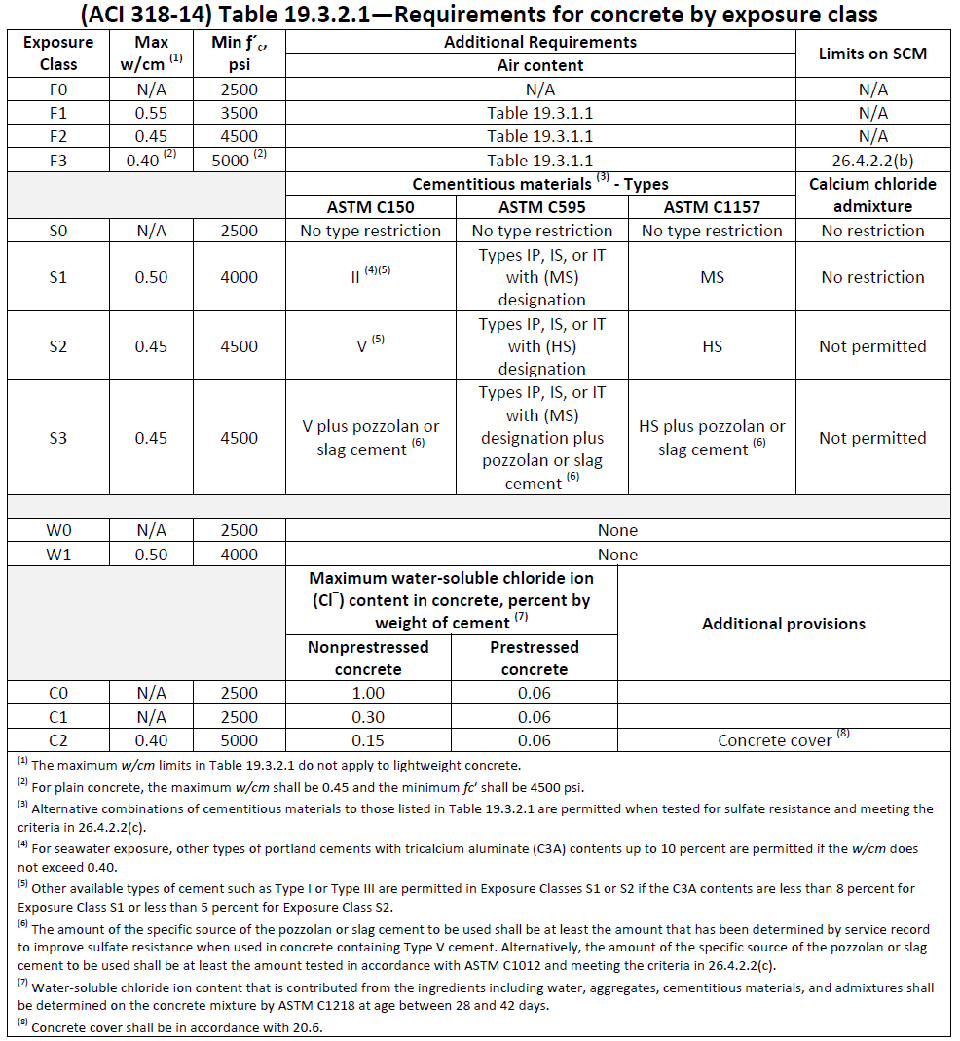 (ACI 318-14) Table 19.3.2.1—Requirements for concrete by exposure class
Exposure Class Max w/cm (1) Min f´c, psi Additional Requirements Limits on SCM
Air content
F0 N/A 2500 N/A N/A
F1 0.55 3500 Table 19.3.1.1 N/A
F2 0.45 4500 Table 19.3.1.1 N/A
F3 0.40 (2) 5000 (2) Table 19.3.1.1 26.4.2.2(b)
Cementitious materials (3) - Types Calcium chloride admixture
ASTM C150 ASTM C595 ASTM C1157
S0 N/A 2500 No type restriction No type restriction No type restriction No restriction
S1 0.50 4000 II (4)(5) Types IP, IS, or IT with (MS) designation MS No restriction
S2 0.45 4500 V (5) Types IP, IS, or IT with (HS) designation HS Not permitted
S3 0.45 4500 V plus pozzolan or slag cement (6) Types IP, IS, or IT with (MS) designation plus pozzolan or slag cement (6) HS plus pozzolan or slag cement (6) Not permitted
W0 N/A 2500 None
W1 0.50 4000 None
Maximum water-soluble chloride ion (Cl–) content in concrete, percent by weight of cement (7) Additional provisions
Nonprestressed concrete Prestressed concrete
C0 N/A 2500 1.00 0.06
C1 N/A 2500 0.30 0.06
C2 0.40 5000 0.15 0.06 Concrete cover (8)
(1) The maximum w/cm limits in Table 19.3.2.1 do not apply to lightweight concrete.
(2) For plain concrete, the maximum w/cm shall be 0.45 and the minimum fc' shall be 4500 psi.
(3) Alternative combinations of cementitious materials to those listed in Table 19.3.2.1 are permitted when tested for sulfate resistance and meeting the
criteria in 26.4.2.2(c).
(4) For seawater exposure, other types of portland cements with tricalcium aluminate (C3A) contents up to 10 percent are permitted if the w/cm does
not exceed 0.40.
(5) Other available types of cement such as Type I or Type III are permitted in Exposure Classes S1 or S2 if the C3A contents are less than 8 percent for
Exposure Class S1 or less than 5 percent for Exposure Class S2.
(6) The amount of the specific source of the pozzolan or slag cement to be used shall be at least the amount that has been determined by service record
to improve sulfate resistance when used in concrete containing Type V cement. Alternatively, the amount of the specific source of the pozzolan or slag
cement to be used shall be at least the amount tested in accordance with ASTM C1012 and meeting the criteria in 26.4.2.2(c).
(7) Water-soluble chloride ion content that is contributed from the ingredients including water, aggregates, cementitious materials, and admixtures shall
be determined on the concrete mixture by ASTM C1218 at age between 28 and 42 days.
(8) Concrete cover shall be in accordance with 20.6.